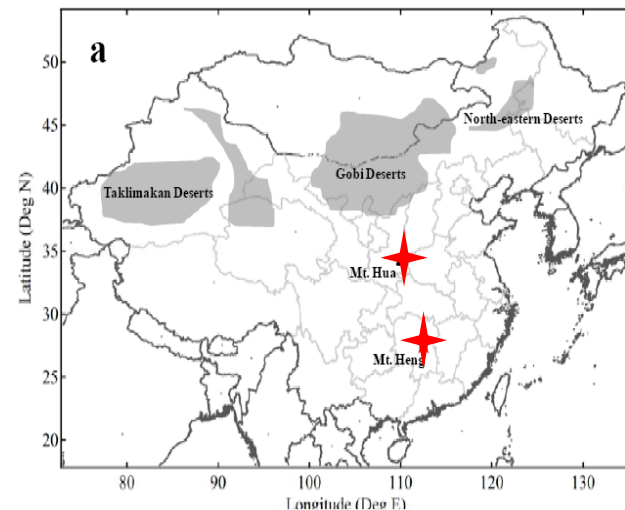 a
50
45
40
35
30
25
20
Latitude (Deg N)
North-eastern Deserts
Gobi Deserts
Taklimakan Deserts
Mt. Hua
Mt. Heng
80
90
100
110
120
130
Longitude (Deg E)